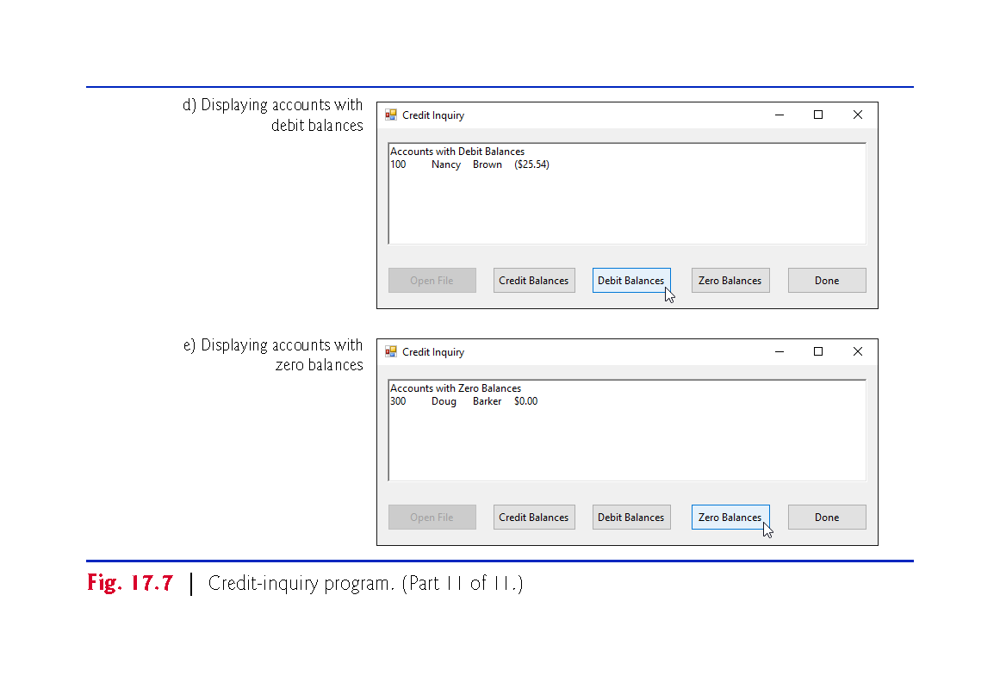 d) Displaying accounts with
debit balances
Credit Inquiry
Accounts with Debit Balances
100 Nancy Brown ($25.54)
Open File Credit Balances Debit Balances Zero Balances Done
e) Displaying accounts with
zero balances
Credit Inquiry
Accounts with Zero Balances
300 Doug Barker $0.00
Open File Credit Balances Debit Balances Zero Balances Done
Fig. 17.7 | Credit-inquiry program. (Part 11 of 11.)